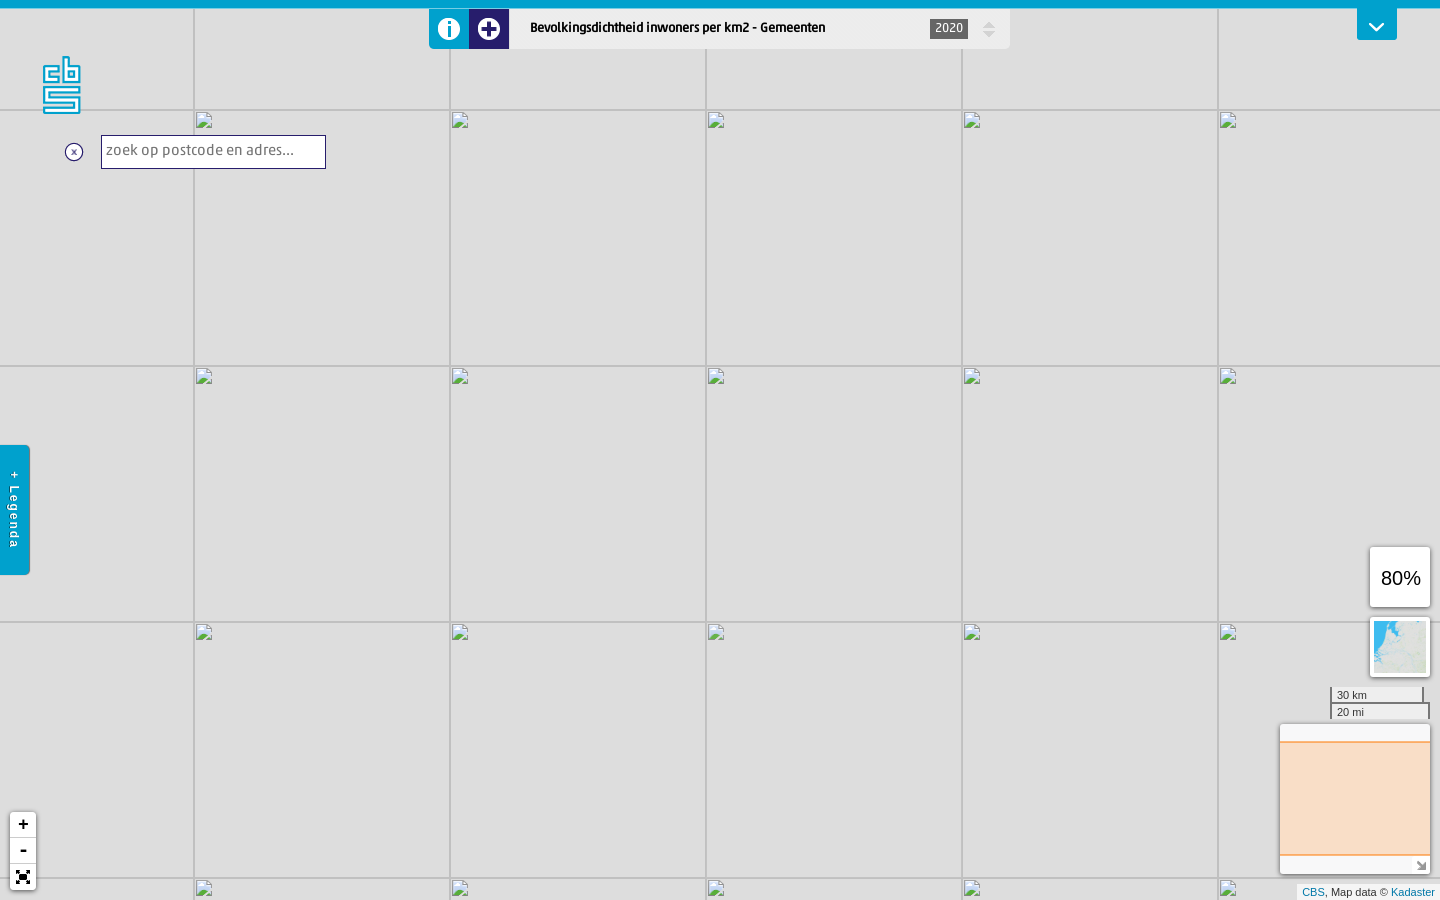 Bevolkingsdichtheid inwoners per km2 - Gemeenten
2020
cbs
x
zoek op postcode en adres...
+ Legenda
80%
30 km
20 mi
+
-
CBS, Map data © Kadaster